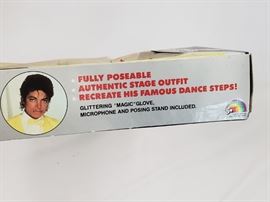 • FULLY POSEABLE
• AUTHENTIC STAGE OUTFIT
• RECREATE HIS FAMOUS DANCE STEPS!
GLITTERING "MAGIC" GLOVE,
MICROPHONE AND POSING STAND INCLUDED.